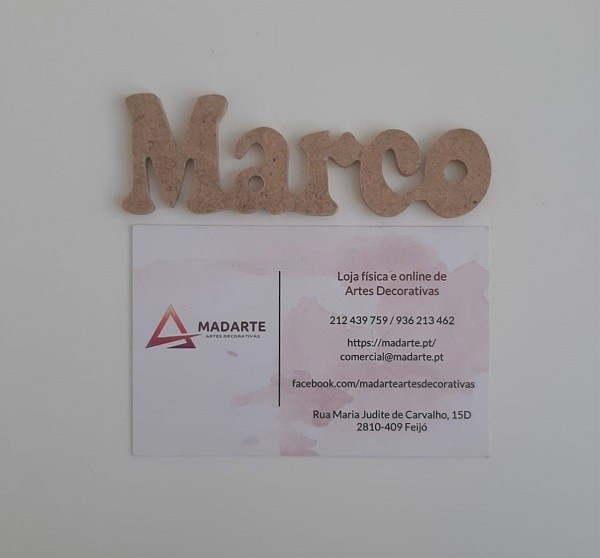 Marco
MADARTE
ARTES DECORATIVAS
Loja física e online de
Artes Decorativas
212 439 759 / 936 213 462
https://madarte.pt/
comercial@madarte.pt
facebook.com/madarteartesdecorativas
Rua Maria Judite de Carvalho, 15D
2810-409 Feijó